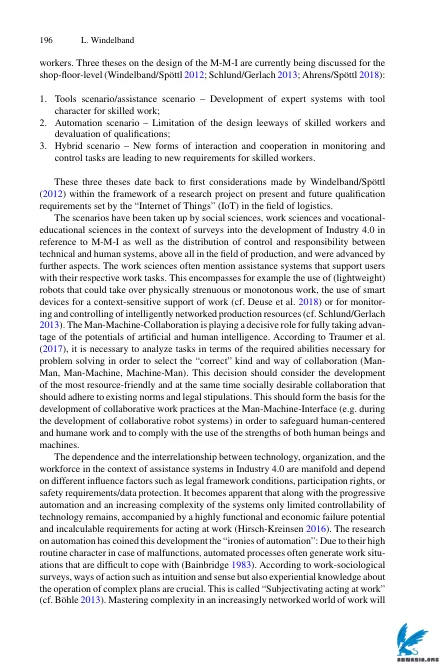 196 L. Windelband
workers. Three theses on the design of the M-M-I are currently being discussed for the
shop-floor-level (Windelband/Spöttl 2012; Schlund/Gerlach 2013; Ahrens/Spöttl 2018):
1. Tools scenario/assistance scenario – Development of expert systems with tool
character for skilled work;
2. Automation scenario – Limitation of the design leeways of skilled workers and
devaluation of qualifications;
3. Hybrid scenario – New forms of interaction and cooperation in monitoring and
control tasks are leading to new requirements for skilled workers.
These three theses date back to first considerations made by Windelband/Spöttl
(2012) within the framework of a research project on present and future qualification
requirements set by the “Internet of Things” (IoT) in the field of logistics.
The scenarios have been taken up by social sciences, work sciences and vocational-
educational sciences in the context of surveys into the development of Industry 4.0 in
reference to M-M-I as well as the distribution of control and responsibility between
technical and human systems, above all in the field of production, and were advanced by
further aspects. The work sciences often mention assistance systems that support users
with their respective work tasks. This encompasses for example the use of (lightweight)
robots that could take over physically strenuous or monotonous work, the use of smart
devices for a context-sensitive support of work (cf. Deuse et al. 2018) or for monitor-
ing and controlling of intelligently networked production resources (cf. Schlund/Gerlach
2013). The Man-Machine-Collaboration is playing a decisive role for fully taking advan-
tage of the potentials of artificial and human intelligence. According to Traumer et al.
(2017), it is necessary to analyze tasks in terms of the required abilities necessary for
problem solving in order to select the “correct” kind and way of collaboration (Man-
Man, Man-Machine, Machine-Man). This decision should consider the development
of the most resource-friendly and at the same time socially desirable collaboration that
should adhere to existing norms and legal stipulations. This should form the basis for the
development of collaborative work practices at the Man-Machine-Interface (e.g. during
the development of collaborative robot systems) in order to safeguard human-centered
and humane work and to comply with the use of the strengths of both human beings and
machines.
The dependence and the interrelationship between technology, organization, and the
workforce in the context of assistance systems in Industry 4.0 are manifold and depend
on different influence factors such as legal framework conditions, participation rights, or
safety requirements/data protection. It becomes apparent that along with the progressive
automation and an increasing complexity of the systems only limited controllability of
technology remains, accompanied by a highly functional and economic failure potential
and incalculable requirements for acting at work (Hirsch-Kreinsen 2016). The research
on automation has coined this development the “ironies of automation”: Due to their high
routine character in case of malfunctions, automated processes often generate work situ-
ations that are difficult to cope with (Bainbridge 1983). According to work-sociological
surveys, ways of action such as intuition and sense but also experiential knowledge about
the operation of complex plans are crucial. This is called “Subjectivating acting at work”
(cf. Böhle 2013). Mastering complexity in an increasingly networked world of work will